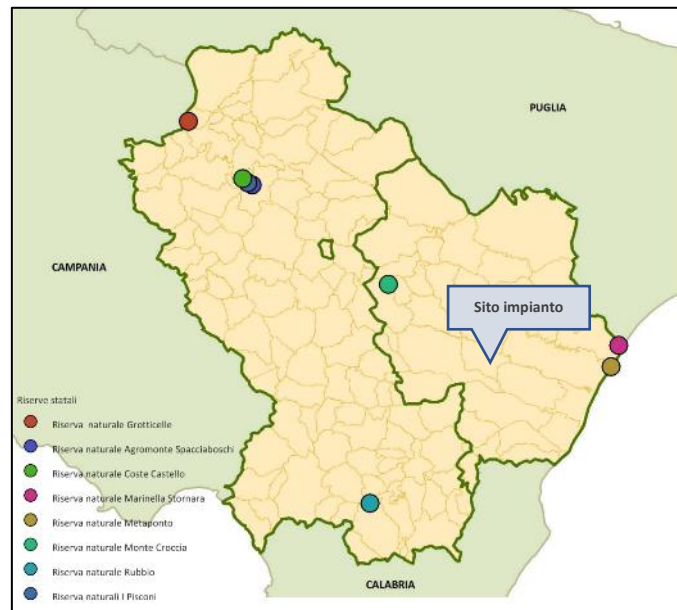 PUGLIA
CAMPANIA
Sito impianto
Riserve statali
Riserva naturale Grotticelle
Riserva naturale Agromonte Spacciaboschi
Riserva naturale Coste Castello
Riserva naturale Marinella Stornara
Riserva naturale Metaponto
Riserva naturale Monte Croccia
Riserva naturale Rubbio
Riserva naturali I Pisconi
CALABRIA